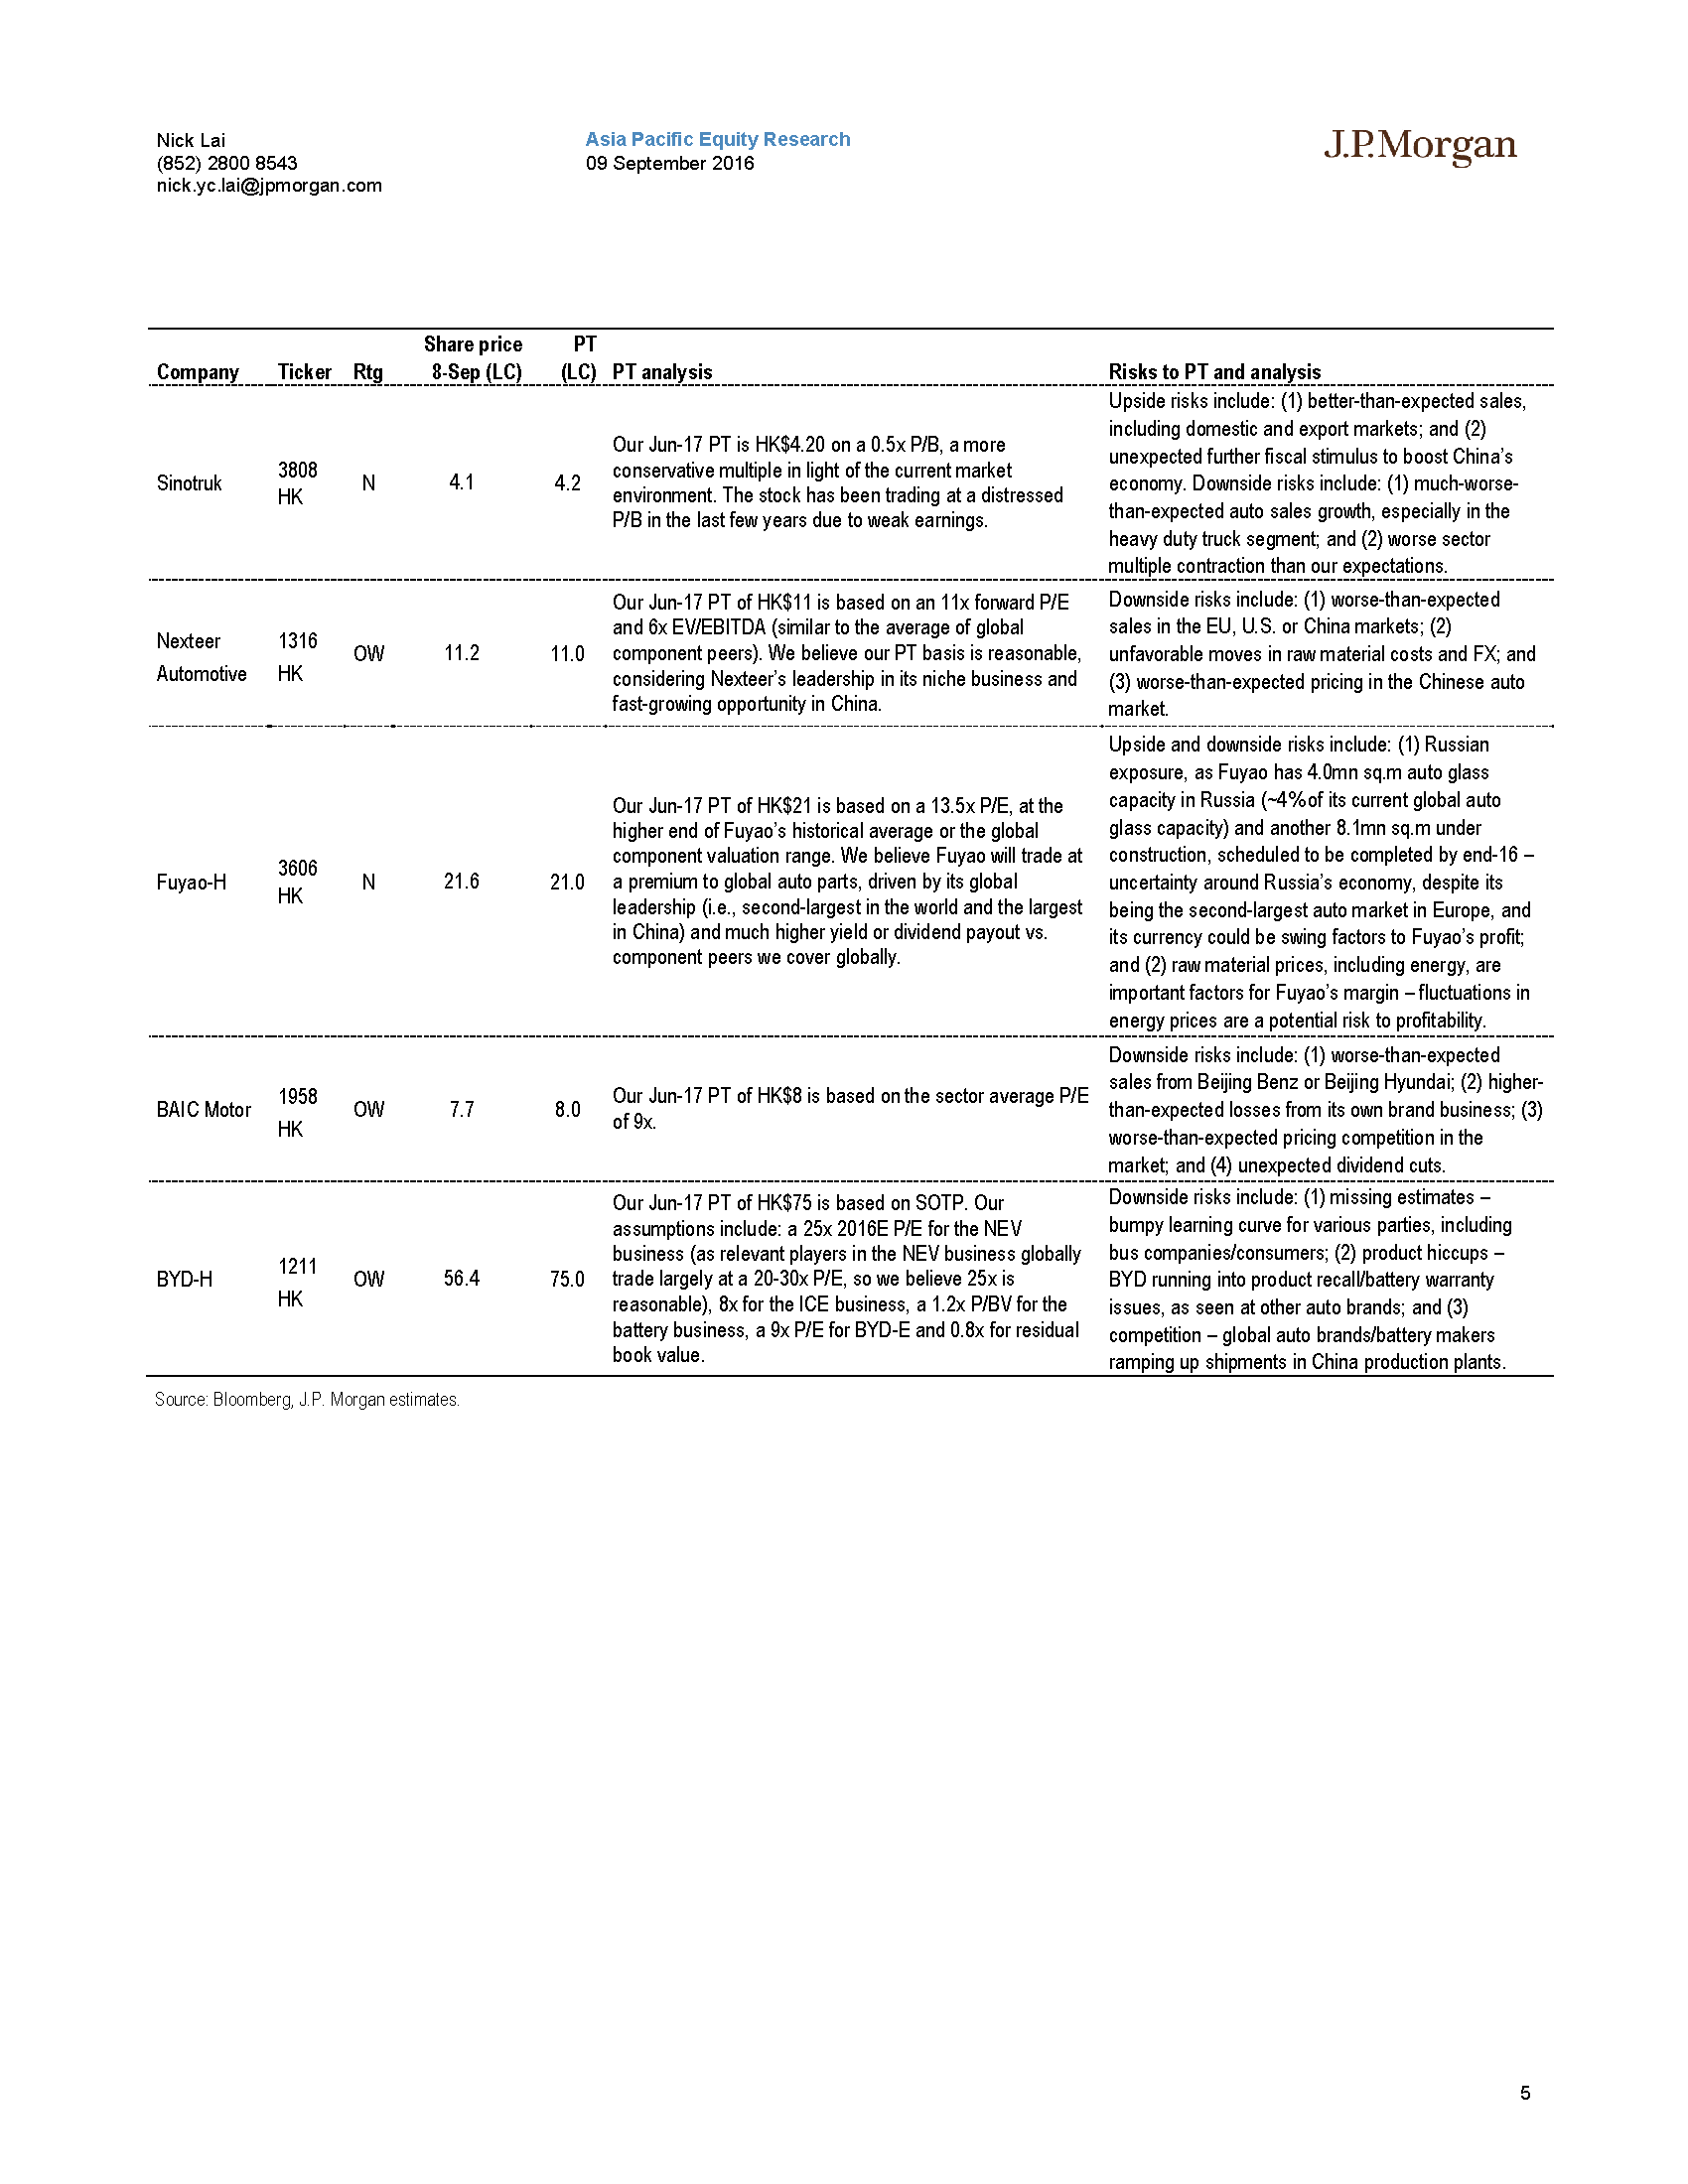 Nick Lai
(852) 2800 8543
nick.yc.lai@jpmorgan.com
Asia Pacific Equity Research
09 September 2016
J.P.Morgan
Company Ticker Rtg Share price 8-Sep (LC) PT (LC) PT analysis Risks to PT and analysis
Sinotruk
3808
HK
N
4.1
4.2
Our Jun-17 PT is HK$4.20 on a 0.5x P/B, a more
conservative multiple in light of the current market
environment. The stock has been trading at a distressed
P/B in the last few years due to weak earnings.
Upside risks include: (1) better-than-expected sales,
including domestic and export markets; and (2)
unexpected further fiscal stimulus to boost China’s
economy. Downside risks include: (1) much-worse-
than-expected auto sales growth, especially in the
heavy duty truck segment; and (2) worse sector
multiple contraction than our expectations.
Nexteer
Automotive
1316
HK
OW
11.2
11.0
Our Jun-17 PT of HK$11 is based on an 11x forward P/E
and 6x EV/EBITDA (similar to the average of global
component peers). We believe our PT basis is reasonable,
considering Nexteer’s leadership in its niche business and
fast-growing opportunity in China.
Downside risks include: (1) worse-than-expected
sales in the EU, U.S. or China markets; (2)
unfavorable moves in raw material costs and FX; and
(3) worse-than-expected pricing in the Chinese auto
market.
Fuyao-H
3606
HK
N
21.6
21.0
Our Jun-17 PT of HK$21 is based on a 13.5x P/E, at the
higher end of Fuyao’s historical average or the global
component valuation range. We believe Fuyao will trade at
a premium to global auto parts, driven by its global
leadership (i.e., second-largest in the world and the largest
in China) and much higher yield or dividend payout vs.
component peers we cover globally.
Upside and downside risks include: (1) Russian
exposure, as Fuyao has 4.0mn sq.m auto glass
capacity in Russia (~4% of its current global auto
glass capacity) and another 8.1mn sq.m under
construction, scheduled to be completed by end-16 –
uncertainty around Russia’s economy, despite its
being the second-largest auto market in Europe, and
its currency could be swing factors to Fuyao’s profit;
and (2) raw material prices, including energy, are
important factors for Fuyao’s margin – fluctuations in
energy prices are a potential risk to profitability.
BAIC Motor
1958
HK
OW
7.7
8.0
Our Jun-17 PT of HK$8 is based on the sector average P/E
of 9x.
Downside risks include: (1) worse-than-expected
sales from Beijing Benz or Beijing Hyundai; (2) higher-
than-expected losses from its own brand business; (3)
worse-than-expected pricing competition in the
market; and (4) unexpected dividend cuts.
BYD-H
1211
HK
OW
56.4
75.0
Our Jun-17 PT of HK$75 is based on SOTP. Our
assumptions include: a 25x 2016E P/E for the NEV
business (as relevant players in the NEV business globally
trade largely at a 20-30x P/E, so we believe 25x is
reasonable), 8x for the ICE business, a 1.2x P/BV for the
battery business, a 9x P/E for BYD-E and 0.8x for residual
book value.
Downside risks include: (1) missing estimates –
bumpy learning curve for various parties, including
bus companies/consumers; (2) product hiccups –
BYD running into product recall/battery warranty
issues, as seen at other auto brands; and (3)
competition – global auto brands/battery makers
ramping up shipments in China production plants.
Source: Bloomberg, J.P. Morgan estimates.
5